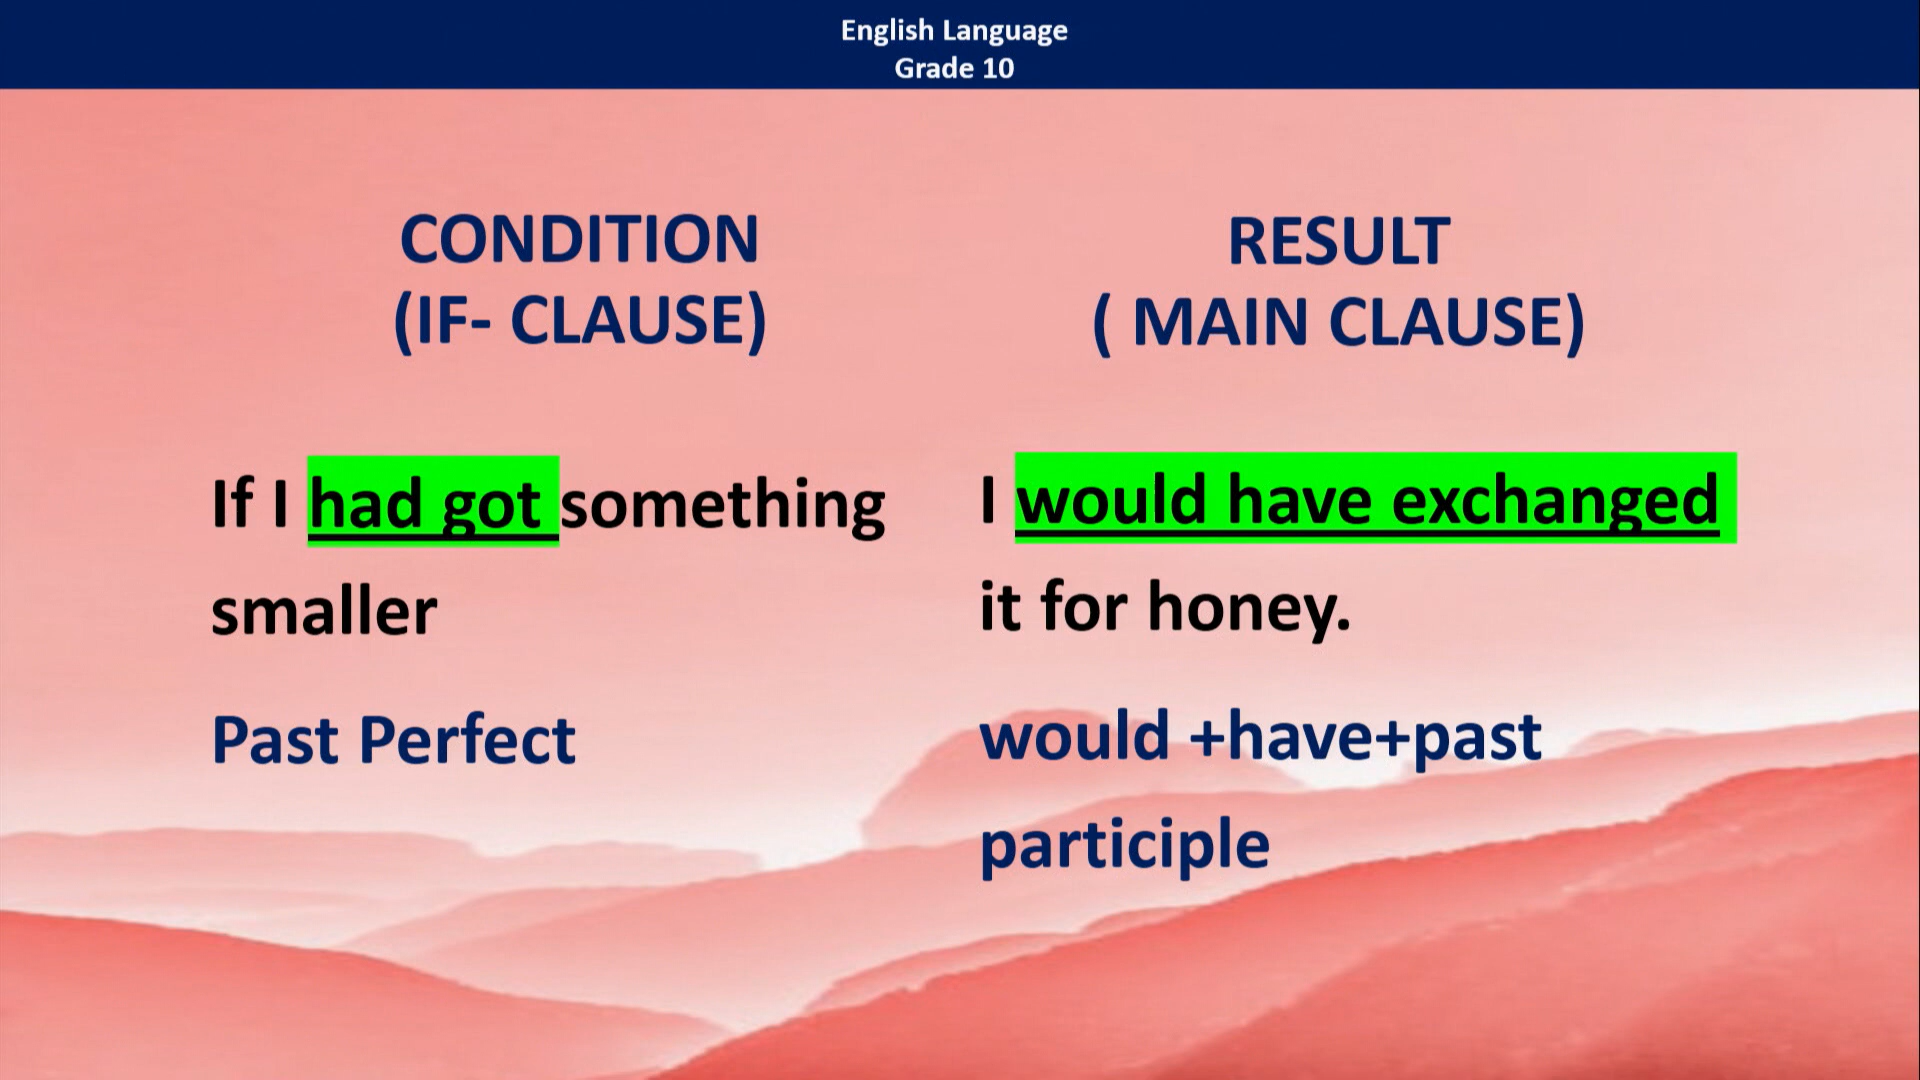 English Language
Grade 10
CONDITION
(IF- CLAUSE)
If I had got something
smaller
Past Perfect
RESULT
( MAIN CLAUSE)
I would have exchanged
it for honey.
would +have+past
participle